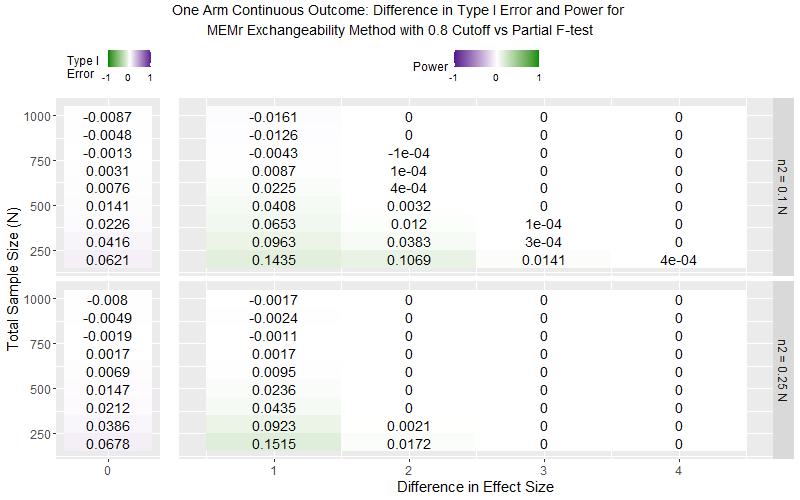 One Arm Continuous Outcome: Difference in Type I Error and Power for
MEMr Exchangeability Method with 0.8 Cutoff vs Partial F-test
Type I
Error
-1 0 1
Power
-1 0 1
Total Sample Size (N)
1000 -0.0087 -0.0161 0 0 0
-0.0048 -0.0126 0 0 0
750 -0.0013 -0.0043 -1e-04 0 0
0.0031 0.0087 1e-04 0 0
0.0076 0.0225 4e-04 0 0
500 0.0141 0.0408 0.0032 0 0
0.0226 0.0653 0.012 1e-04 0
0.0416 0.0963 0.0383 3e-04 0
250 0.0621 0.1435 0.1069 0.0141 4e-04
n2 = 0.1 N
1000 -0.008 -0.0017 0 0 0
-0.0049 -0.0024 0 0 0
750 -0.0019 -0.0011 0 0 0
0.0017 0.0017 0 0 0
0.0069 0.0095 0 0 0
500 0.0147 0.0236 0 0 0
0.0212 0.0435 0 0 0
0.0386 0.0923 0.0021 0 0
250 0.0678 0.1515 0.0172 0 0
n2 = 0.25 N
0 1 2 3 4
Difference in Effect Size